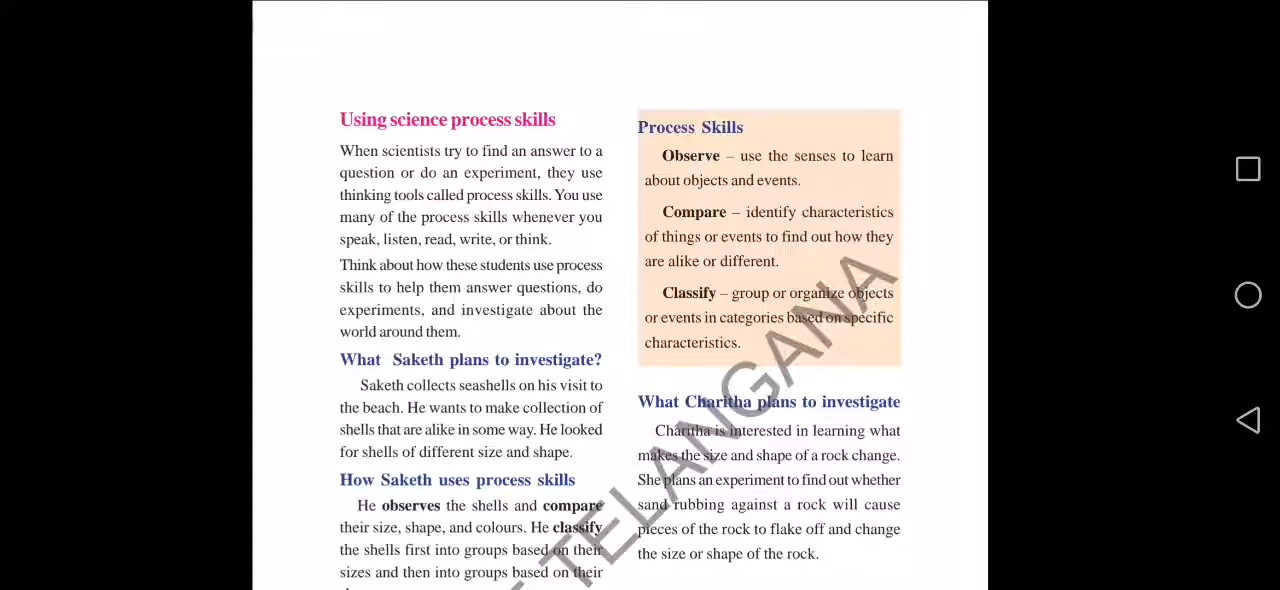 Using science process skills
When scientists try to find an answer to a
question or do an experiment, they use
thinking tools called process skills. You use
many of the process skills whenever you
speak, listen, read, write, or think.
Think about how these students use process
skills to help them answer questions, do
experiments, and investigate about the
world around them.
What Saketh plans to investigate?
Saketh collects seashells on his visit to
the beach. He wants to make collection of
shells that are alike in some way. He looked
for shells of different size and shape.
How Saketh uses process skills
He observes the shells and compare
their size, shape, and colours. He classify
the shells first into groups based on their
sizes and then into groups based on their
Process Skills
Observe – use the senses to learn
about objects and events.
Compare – identify characteristics
of things or events to find out how they
are alike or different.
Classify – group or organize objects
or events in categories based on specific
characteristics.
What Charitha plans to investigate
Charitha is interested in learning what
makes the size and shape of a rock change.
She plans an experiment to find out whether
sand rubbing against a rock will cause
pieces of the rock to flake off and change
the size or shape of the rock.
TELANGANA